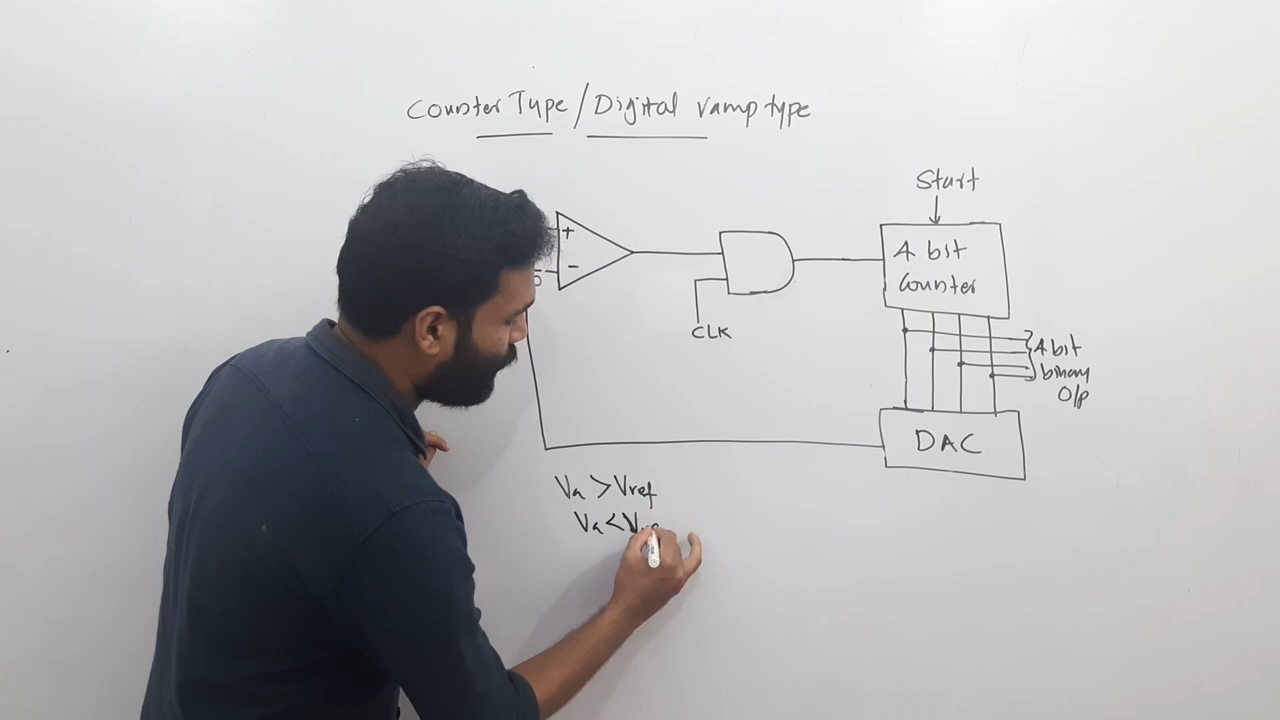 Counter Type / Digital ramp type
Start
+
-
4 bit
Counter
CLK
4 bit
binary
O/p
DAC
Va > Vref
Va <